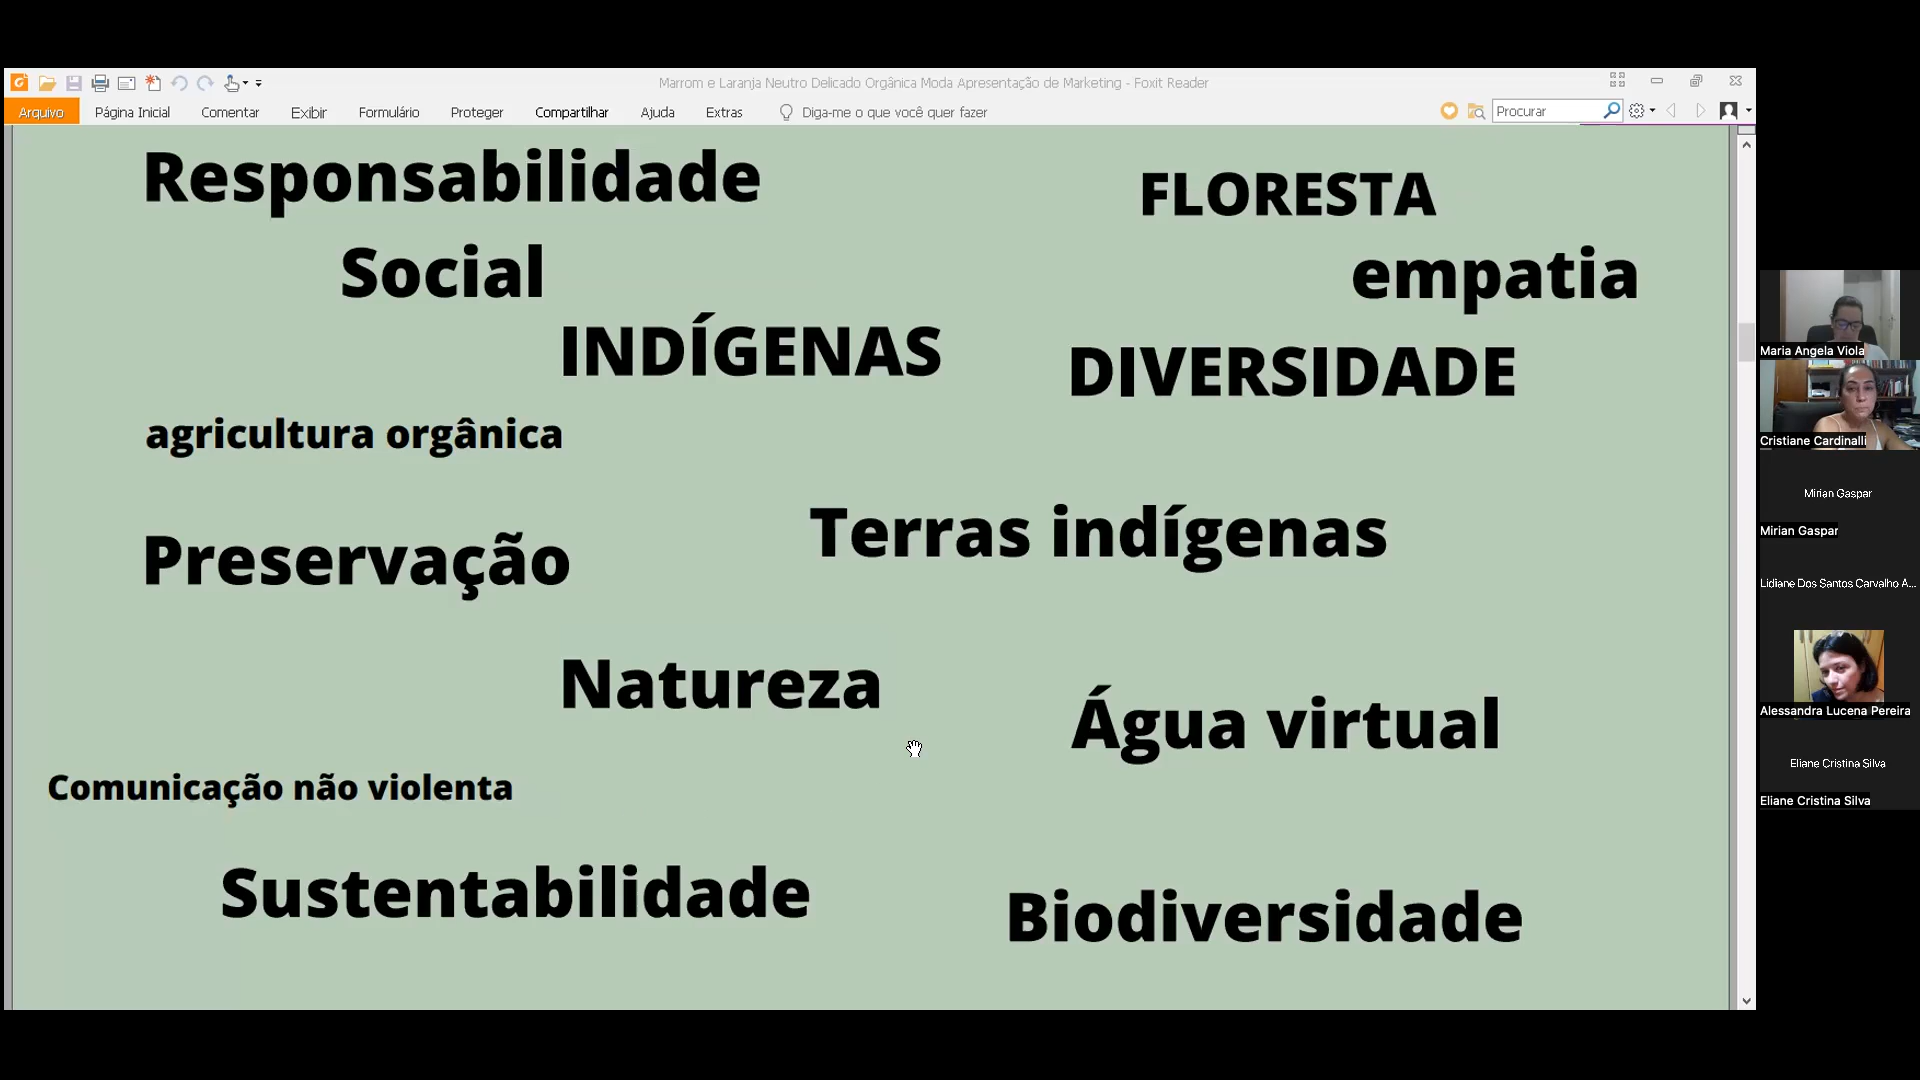 Marrom e Laranja Neutro Delicado Orgânica Moda Apresentação de Marketing - Foxit Reader
Arquivo Página Inicial Comentar Exibir Formulário Proteger Compartilhar Ajuda Extras Diga-me o que você quer fazer Procurar
Responsabilidade
Social
FLORESTA
empatia
INDÍGENAS
DIVERSIDADE
agricultura orgânica
Terras indígenas
Preservação
Natureza
Água virtual
Comunicação não violenta
Sustentabilidade
Biodiversidade
Maria Angela Viola
Cristiane Cardinalli
Mirian Gaspar
Mirian Gaspar
Lidiane Dos Santos Carvalho A...
Alessandra Lucena Pereira
Eliane Cristina Silva
Eliane Cristina Silva